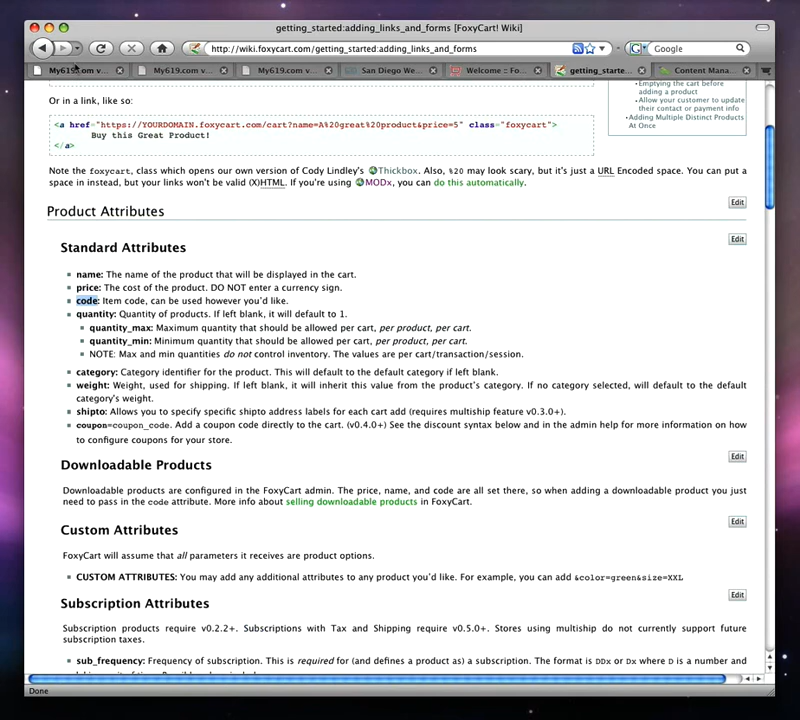 getting_started:adding_links_and_forms [FoxyCart! Wiki]
http://wiki.foxycart.com/getting_started:adding_links_and_forms
Google
My619.com v...
My619.com v...
My619.com v...
San Diego We...
Welcome :: Fo...
getting_starte...
Content Mana...
Or in a link, like so:
<a href="https://YOURDOMAIN.foxycart.com/cart?name=A%20great%20product&price=5" class="foxycart">
Buy this Great Product!
</a>
Emptying the cart before
adding a product
Allow your customer to update
their contact or payment info
Adding Multiple Distinct Products
At Once
Note the foxycart, class which opens our own version of Cody Lindley's Thickbox. Also, %20 may look scary, but it's just a URL Encoded space. You can put a
space in instead, but your links won't be valid (X)HTML. If you're using MODx, you can do this automatically.
Edit
Product Attributes
Edit
Standard Attributes
name: The name of the product that will be displayed in the cart.
price: The cost of the product. DO NOT enter a currency sign.
code: Item code, can be used however you'd like.
quantity: Quantity of products. If left blank, it will default to 1.
quantity_max: Maximum quantity that should be allowed per cart, per product, per cart.
quantity_min: Minimum quantity that should be allowed per cart, per product, per cart.
NOTE: Max and min quantities do not control inventory. The values are per cart/transaction/session.
category: Category identifier for the product. This will default to the default category if left blank.
weight: Weight, used for shipping. If left blank, it will inherit this value from the product's category. If no category selected, will default to the default
category's weight.
shipto: Allows you to specify specific shipto address labels for each cart add (requires multiship feature v0.3.0+).
coupon=coupon_code. Add a coupon code directly to the cart. (v0.4.0+) See the discount syntax below and in the admin help for more information on how
to configure coupons for your store.
Edit
Downloadable Products
Downloadable products are configured in the FoxyCart admin. The price, name, and code are all set there, so when adding a downloadable product you just
need to pass in the code attribute. More info about selling downloadable products in FoxyCart.
Edit
Custom Attributes
FoxyCart will assume that all parameters it receives are product options.
CUSTOM ATTRIBUTES: You may add any additional attributes to any product you'd like. For example, you can add &color=green&size=XXL
Edit
Subscription Attributes
Subscription products require v0.2.2+. Subscriptions with Tax and Shipping require v0.5.0+. Stores using multiship do not currently support future
subscription taxes.
sub_frequency: Frequency of subscription. This is required for (and defines a product as) a subscription. The format is DDx or Dx where D is a number and
Done